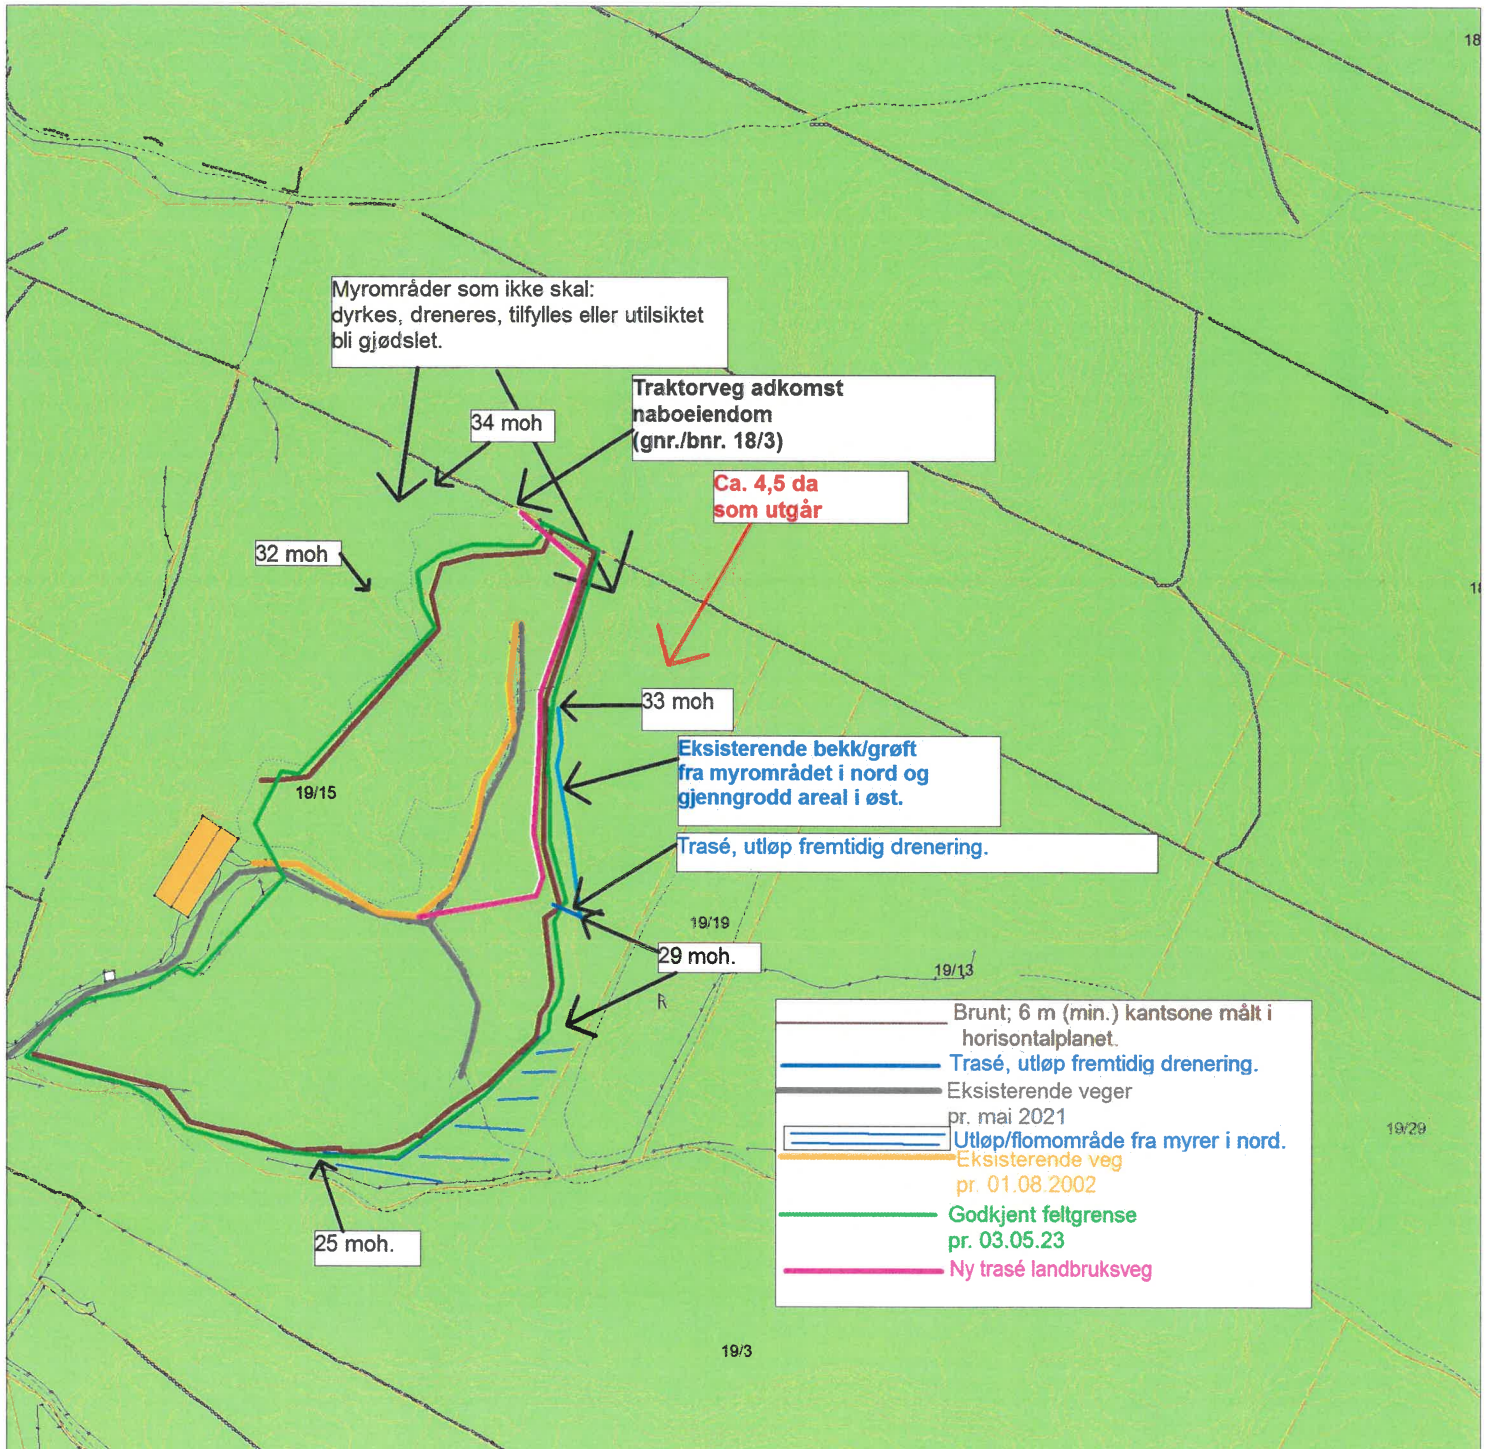 18
Myrområder som ikke skal:
dyrkes, dreneres, tilfylles eller utilsiktet
bli gjødslet.
Traktorveg adkomst
naboeiendom
(gnr./bnr. 18/3)
34 moh
Ca. 4,5 da
som utgår
32 moh
18
33 moh
Eksisterende bekk/grøft
fra myrområdet i nord og
gjenngrodd areal i øst.
19/15
Trasé, utløp fremtidig drenering.
19/19
29 moh.
19/13
R
Brunt; 6 m (min.) kantsone målt i
horisontalplanet.
Trasé, utløp fremtidig drenering.
Eksisterende veger
pr. mai 2021
Utløp/flomområde fra myrer i nord.
Eksisterende veg
pr. 01.08.2002
Godkjent feltgrense
pr. 03.05.23
Ny trasé landbruksveg
19/29
25 moh.
19/3